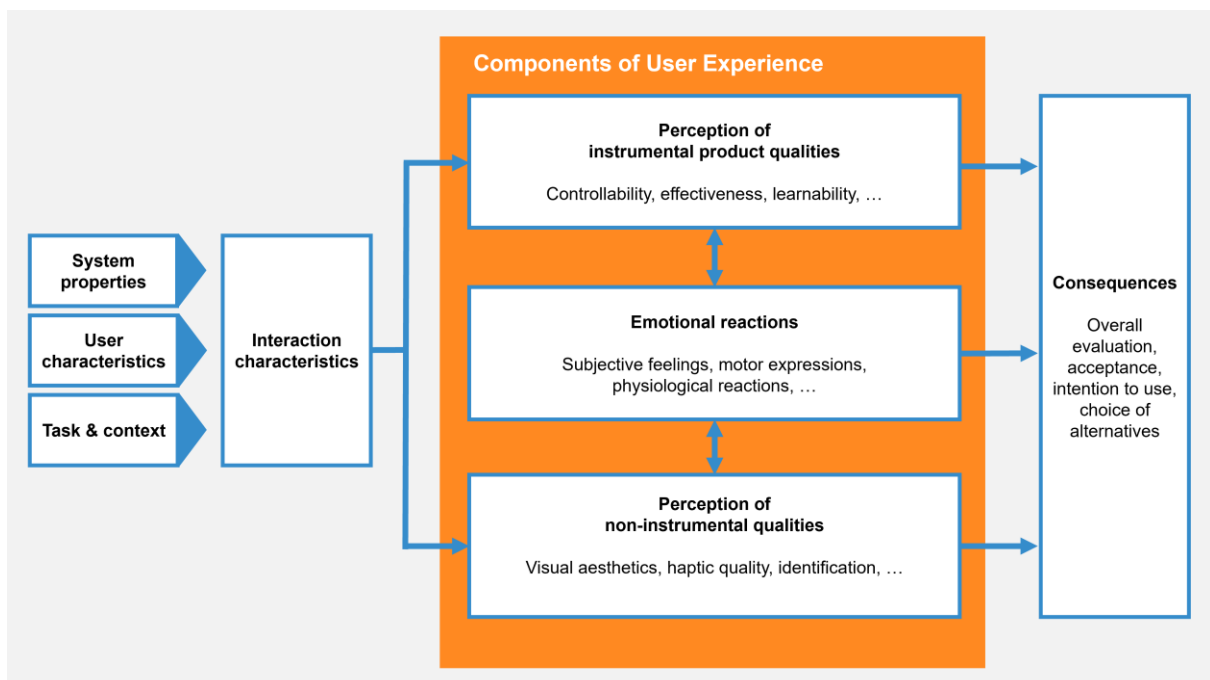 Components of User Experience
Perception of
instrumental product qualities
Controllability, effectiveness, learnability, …
System
properties
User
characteristics
Task & context
Interaction
characteristics
Emotional reactions
Subjective feelings, motor expressions,
physiological reactions, …
Perception of
non-instrumental qualities
Visual aesthetics, haptic quality, identification, …
Consequences
Overall
evaluation,
acceptance,
intention to use,
choice of
alternatives